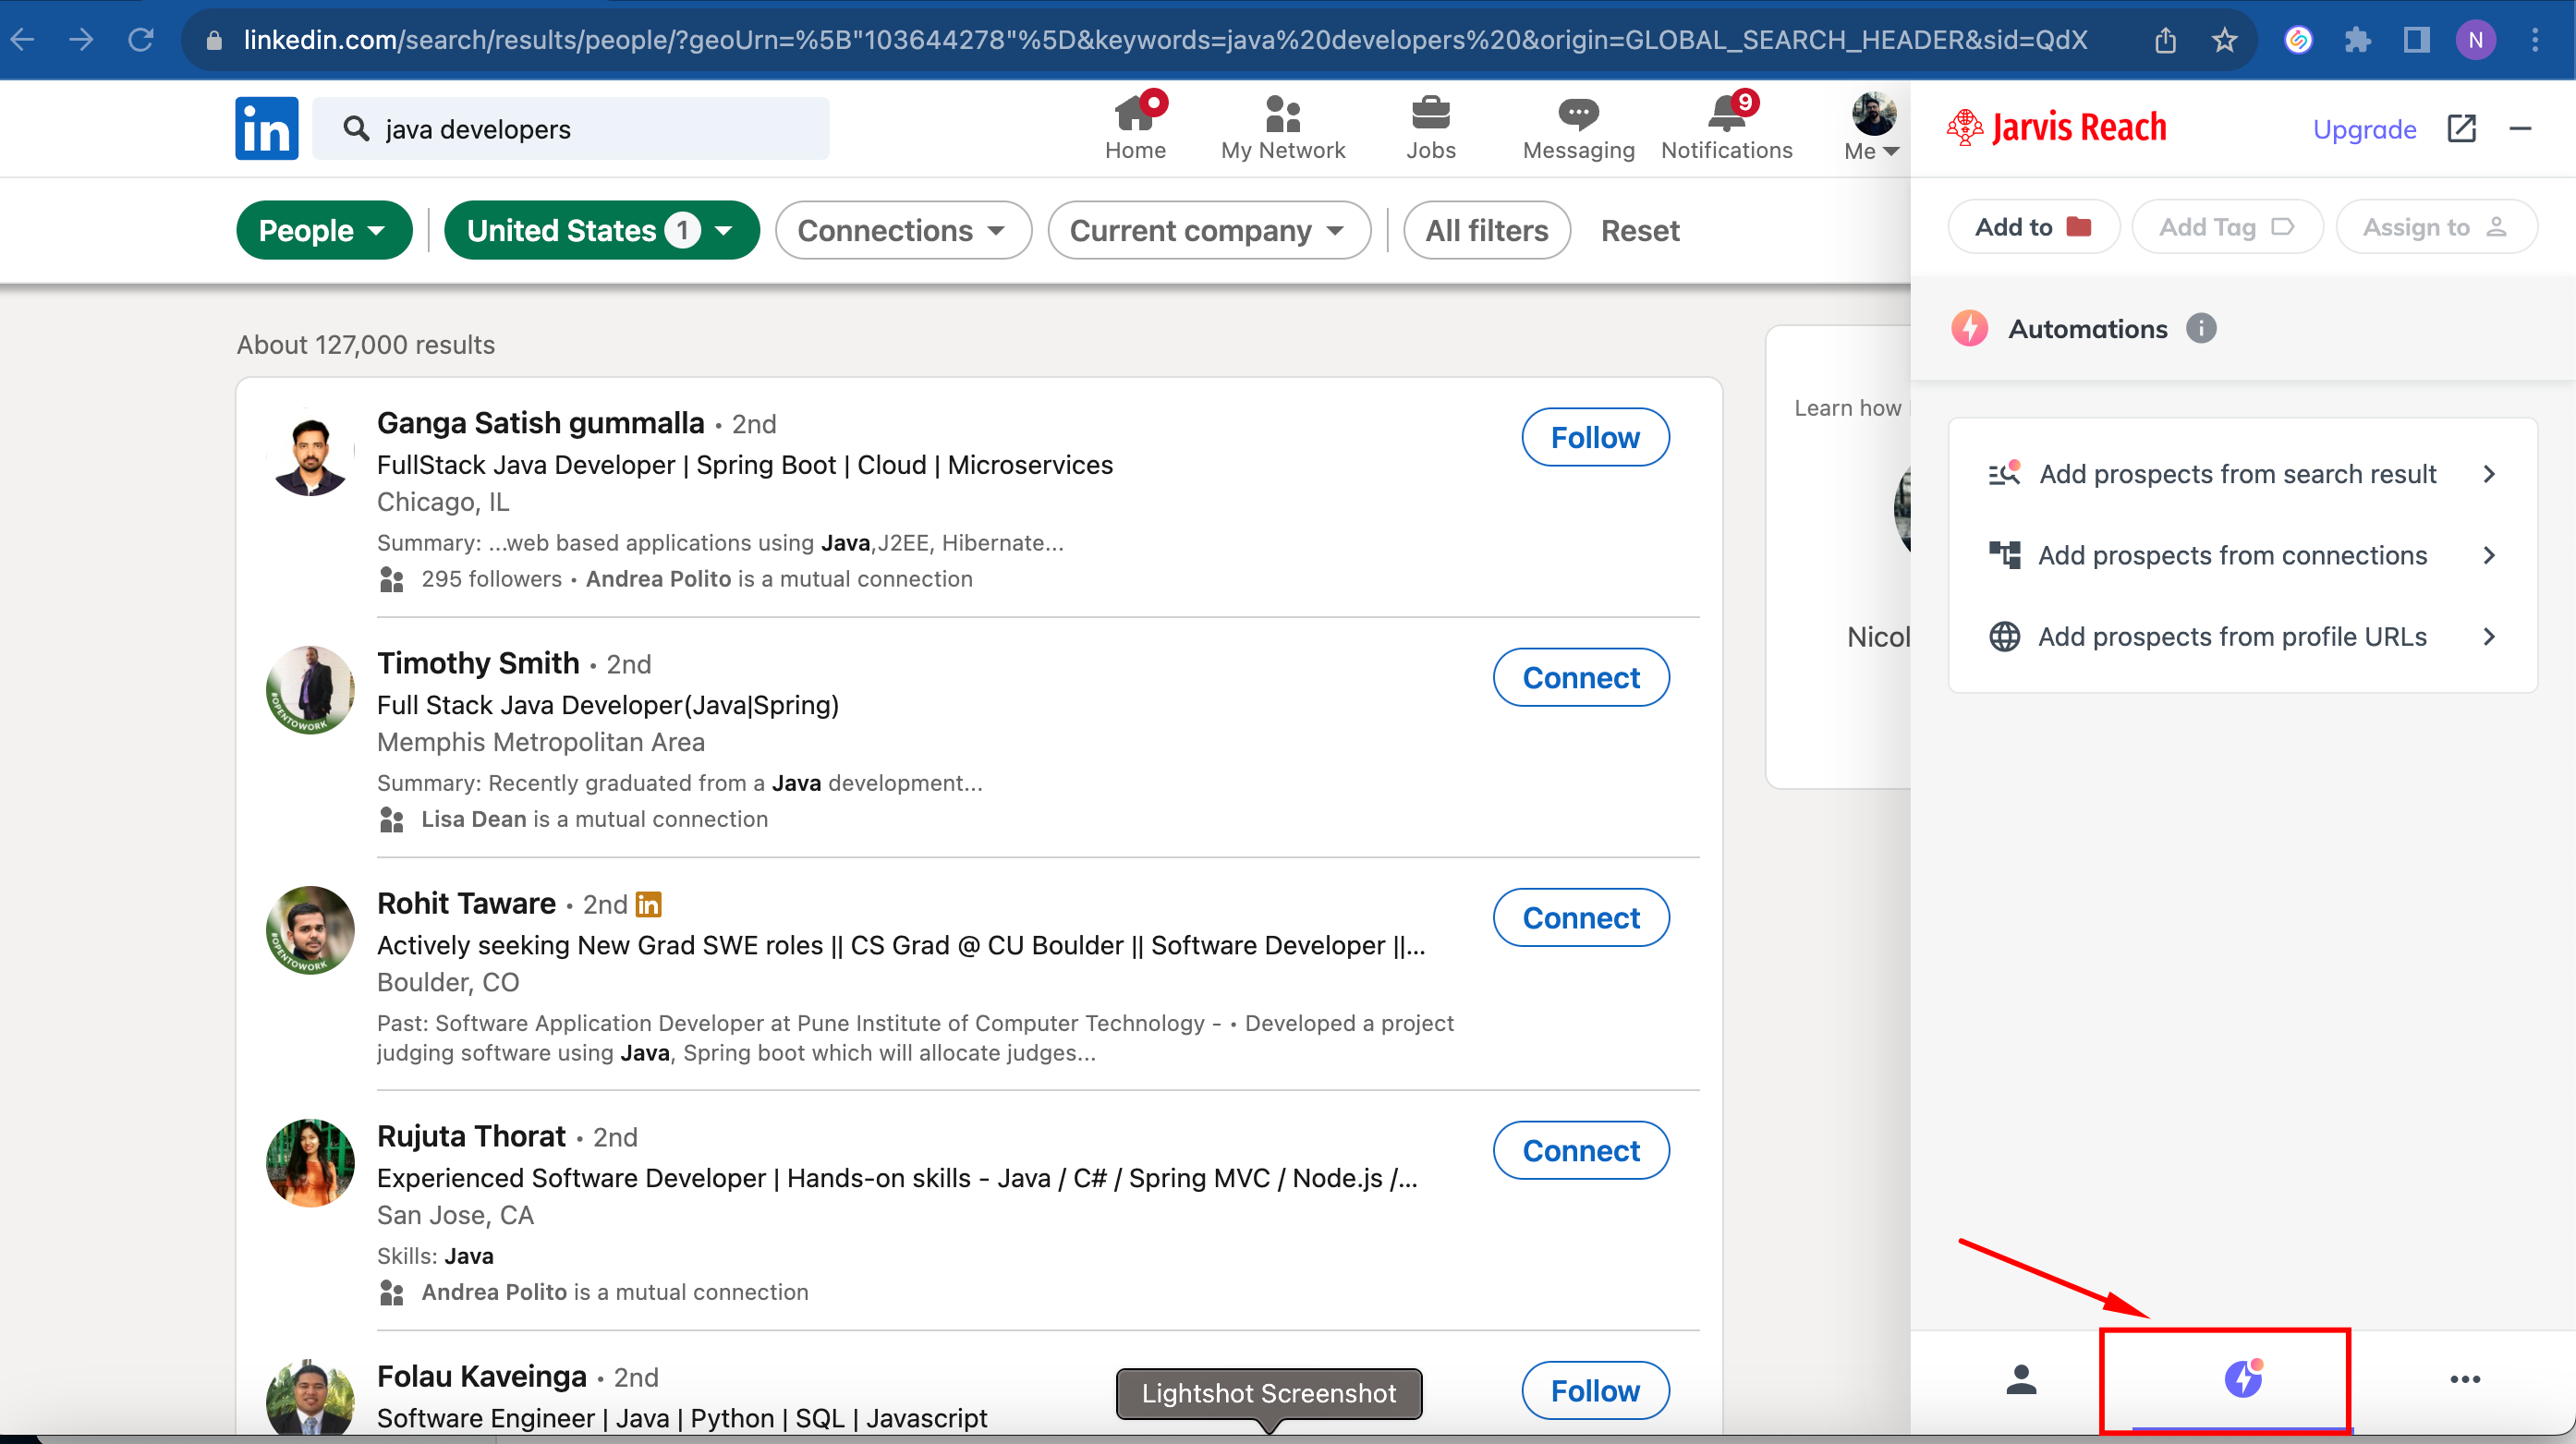 linkedin.com/search/results/people/?geoUrn=%5B"103644278"%5D&keywords=java%20developers%20&origin=GLOBAL_SEARCH_HEADER&sid=QdX
N
in
java developers
Home
My Network
Jobs
Messaging
9
Notifications
Me
Jarvis Reach
Upgrade
People
United States 1
Connections
Current company
All filters
Reset
Add to
Add Tag
Assign to
Automations
About 127,000 results
Learn how
Nicol
Add prospects from search result
Add prospects from connections
Add prospects from profile URLs
Ganga Satish gummalla • 2nd
Follow
FullStack Java Developer | Spring Boot | Cloud | Microservices
Chicago, IL
Summary: ...web based applications using Java,J2EE, Hibernate...
295 followers • Andrea Polito is a mutual connection
Timothy Smith • 2nd
Connect
Full Stack Java Developer(Java|Spring)
Memphis Metropolitan Area
Summary: Recently graduated from a Java development...
Lisa Dean is a mutual connection
#OPENTOWORK
Rohit Taware • 2nd in
Connect
Actively seeking New Grad SWE roles || CS Grad @ CU Boulder || Software Developer ||...
Boulder, CO
Past: Software Application Developer at Pune Institute of Computer Technology - • Developed a project
judging software using Java, Spring boot which will allocate judges...
#OPENTOWORK
Rujuta Thorat • 2nd
Connect
Experienced Software Developer | Hands-on skills - Java / C# / Spring MVC / Node.js /...
San Jose, CA
Skills: Java
Andrea Polito is a mutual connection
Folau Kaveinga • 2nd
Follow
Software Engineer | Java | Python | SQL | Javascript
Lightshot Screenshot